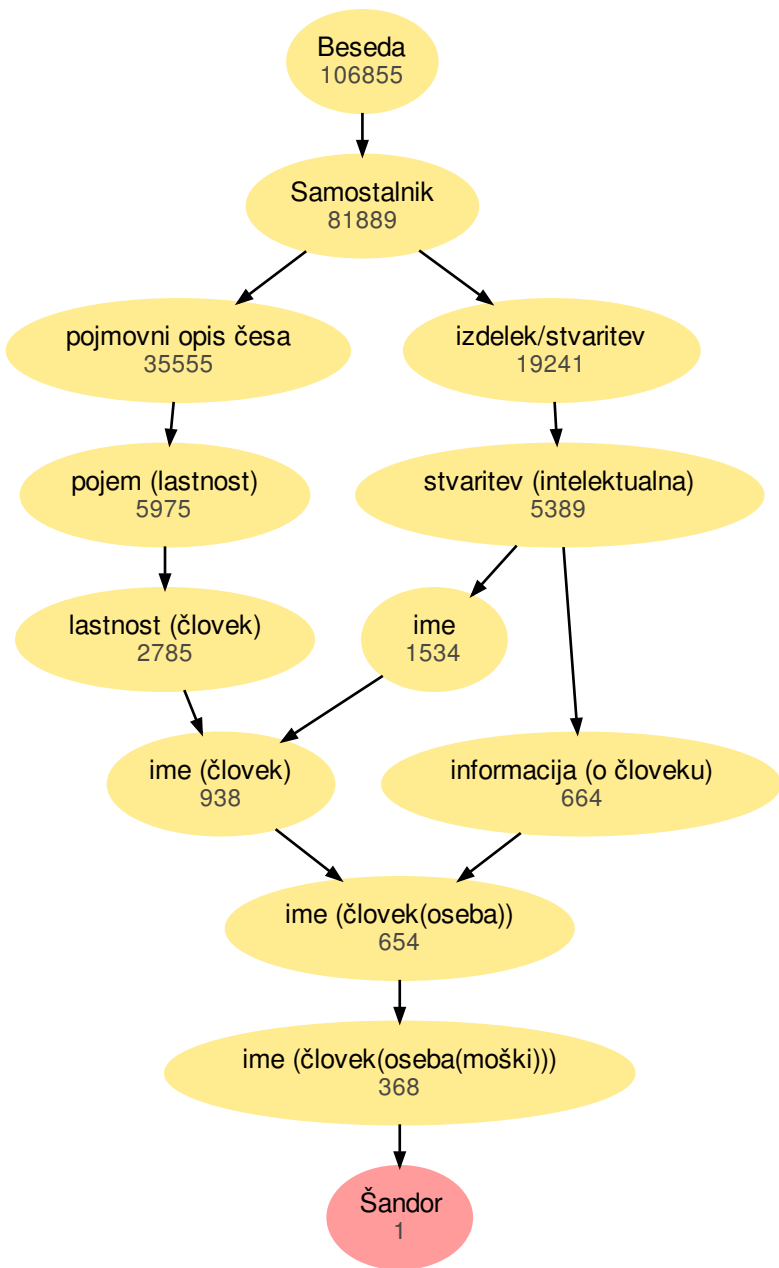 Beseda
106855
Samostalnik
81889
pojmovni opis česa
35555
izdelek/stvaritev
19241
pojem (lastnost)
5975
stvaritev (intelektualna)
5389
lastnost (človek)
2785
ime
1534
ime (človek)
938
informacija (o človeku)
664
ime (človek(oseba))
654
ime (človek(oseba(moški)))
368
Šandor
1